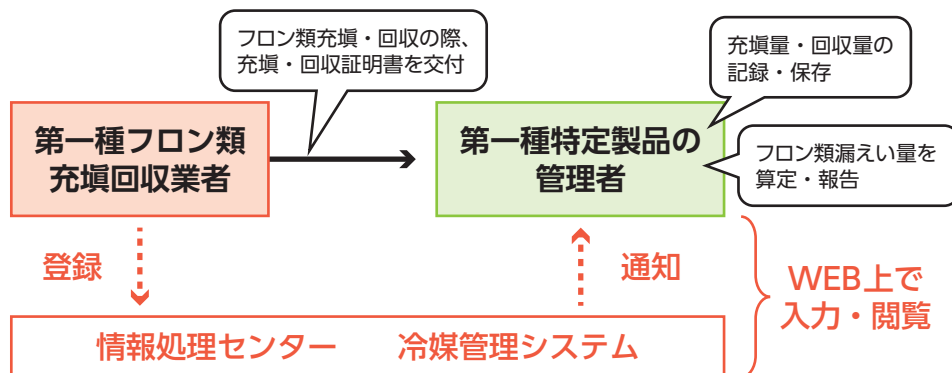 フロン類充塡・回収の際、
充塡・回収証明書を交付
充塡量・回収量の
記録・保存
第一種フロン類
充塡回収業者
第一種特定製品の
管理者
フロン類漏えい量を
算定・報告
登録
通知
WEB上で
入力・閲覧
情報処理センター 冷媒管理システム